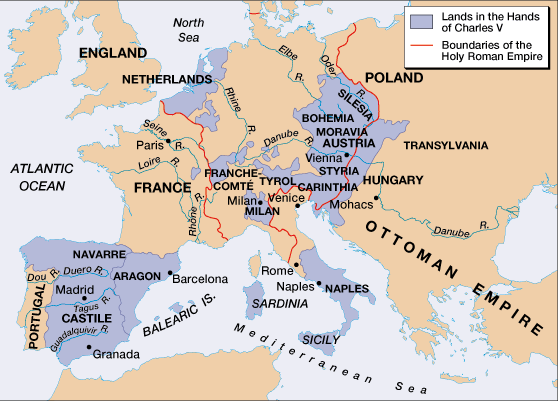 North
Sea
Lands in the Hands
of Charles V
Boundaries of the
Holy Roman Empire
ENGLAND
Elbe
R.
Oder
R.
POLAND
NETHERLANDS
Rhine
R.
SILESIA
BOHEMIA
MORAVIA
AUSTRIA
Seine
R.
Paris
Danube
R.
Vienna
TRANSYLVANIA
Loire
R.
ATLANTIC
OCEAN
FRANCE
FRANCHE-
COMTÉ
TYROL
STYRIA
CARINTHIA
HUNGARY
Rhône
R.
Milan
MILAN
Venice
Mohacs
Danube
R.
OTTOMAN EMPIRE
NAVARRE
Dou R.
Duero R.
ARAGON
Barcelona
Rome
Madrid
Naples
NAPLES
PORTUGAL
Tagus R.
CASTILE
BALEARIC IS.
SARDINIA
Guadalquivir R.
Granada
SICILY
Mediterranean Sea